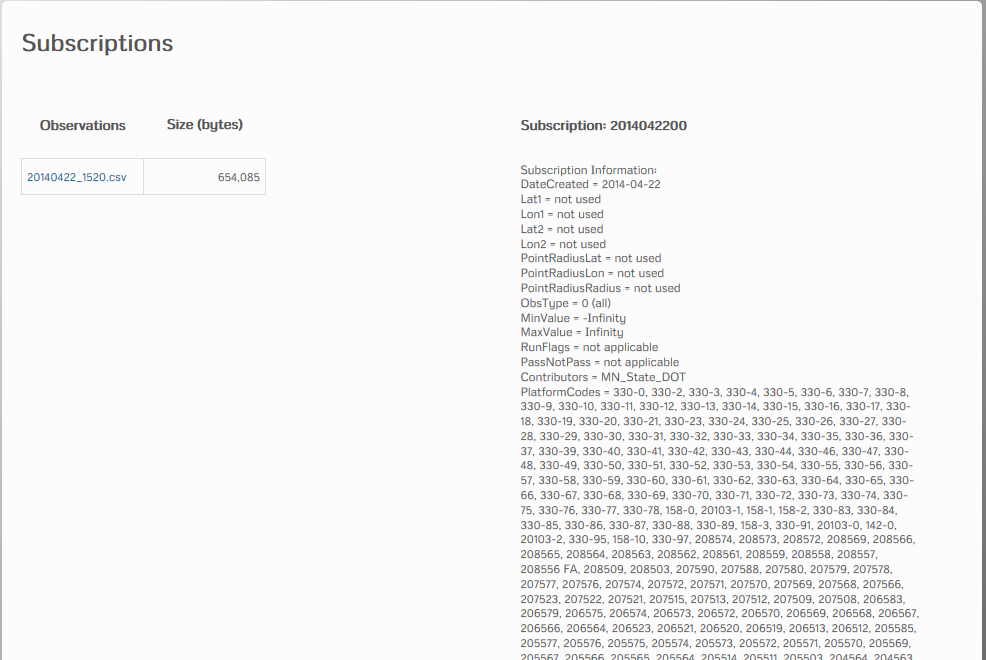 Subscriptions
Observations Size (bytes)
20140422_1520.csv 654,085
Subscription: 2014042200
Subscription Information:
DateCreated = 2014-04-22
Lat1 = not used
Lon1 = not used
Lat2 = not used
Lon2 = not used
PointRadiusLat = not used
PointRadiusLon = not used
PointRadiusRadius = not used
ObsType = 0 (all)
MinValue = -Infinity
MaxValue = Infinity
RunFlags = not applicable
PassNotPass = not applicable
Contributors = MN_State_DOT
PlatformCodes = 330-0, 330-2, 330-3, 330-4, 330-5, 330-6, 330-7, 330-8,
330-9, 330-10, 330-11, 330-12, 330-13, 330-14, 330-15, 330-16, 330-17, 330-
18, 330-19, 330-20, 330-21, 330-23, 330-24, 330-25, 330-26, 330-27, 330-
28, 330-29, 330-30, 330-31, 330-32, 330-33, 330-34, 330-35, 330-36, 330-
37, 330-39, 330-40, 330-41, 330-42, 330-43, 330-44, 330-46, 330-47, 330-
48, 330-49, 330-50, 330-51, 330-52, 330-53, 330-54, 330-55, 330-56, 330-
57, 330-58, 330-59, 330-60, 330-61, 330-62, 330-63, 330-64, 330-65, 330-
66, 330-67, 330-68, 330-69, 330-70, 330-71, 330-72, 330-73, 330-74, 330-
75, 330-76, 330-77, 330-78, 158-0, 20103-1, 158-1, 158-2, 330-83, 330-84,
330-85, 330-86, 330-87, 330-88, 330-89, 158-3, 330-91, 20103-0, 142-0,
20103-2, 330-95, 158-10, 330-97, 208574, 208573, 208572, 208569, 208566,
208565, 208564, 208563, 208562, 208561, 208559, 208558, 208557,
208556 FA, 208509, 208503, 207590, 207588, 207580, 207579, 207578,
207577, 207576, 207574, 207572, 207571, 207570, 207569, 207568, 207566,
207523, 207522, 207521, 207515, 207513, 207512, 207509, 207508, 206583,
206579, 206575, 206574, 206573, 206572, 206570, 206569, 206568, 206567,
206566, 206564, 206523, 206521, 206520, 206519, 206513, 206512, 205585,
205577, 205576, 205575, 205574, 205573, 205572, 205571, 205570, 205569,
205567, 205566, 205565, 205564, 205514, 205511, 205503, 204564, 204563